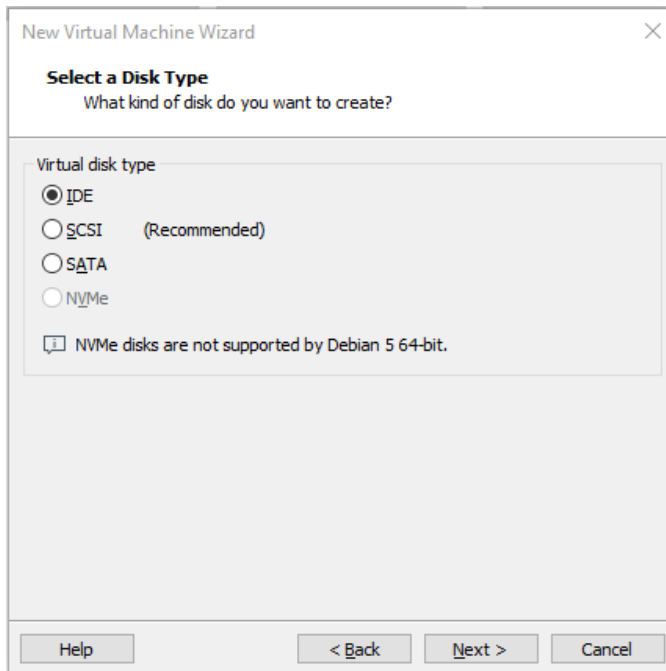 New Virtual Machine Wizard
Select a Disk Type
What kind of disk do you want to create?
Virtual disk type
IDE
SCSI (Recommended)
SATA
NVMe
NVMe disks are not supported by Debian 5 64-bit.
Help < Back Next > Cancel